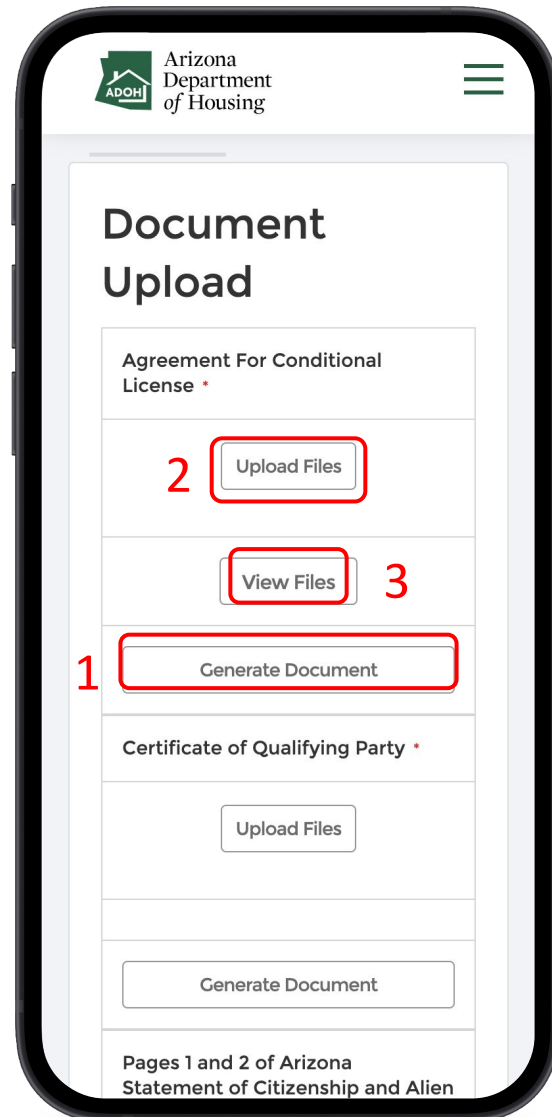 Arizona
Department
of Housing
ADOH
Document
Upload
Agreement For Conditional
License *
2
Upload Files
View Files
3
1
Generate Document
Certificate of Qualifying Party *
Upload Files
Generate Document
Pages 1 and 2 of Arizona
Statement of Citizenship and Alien